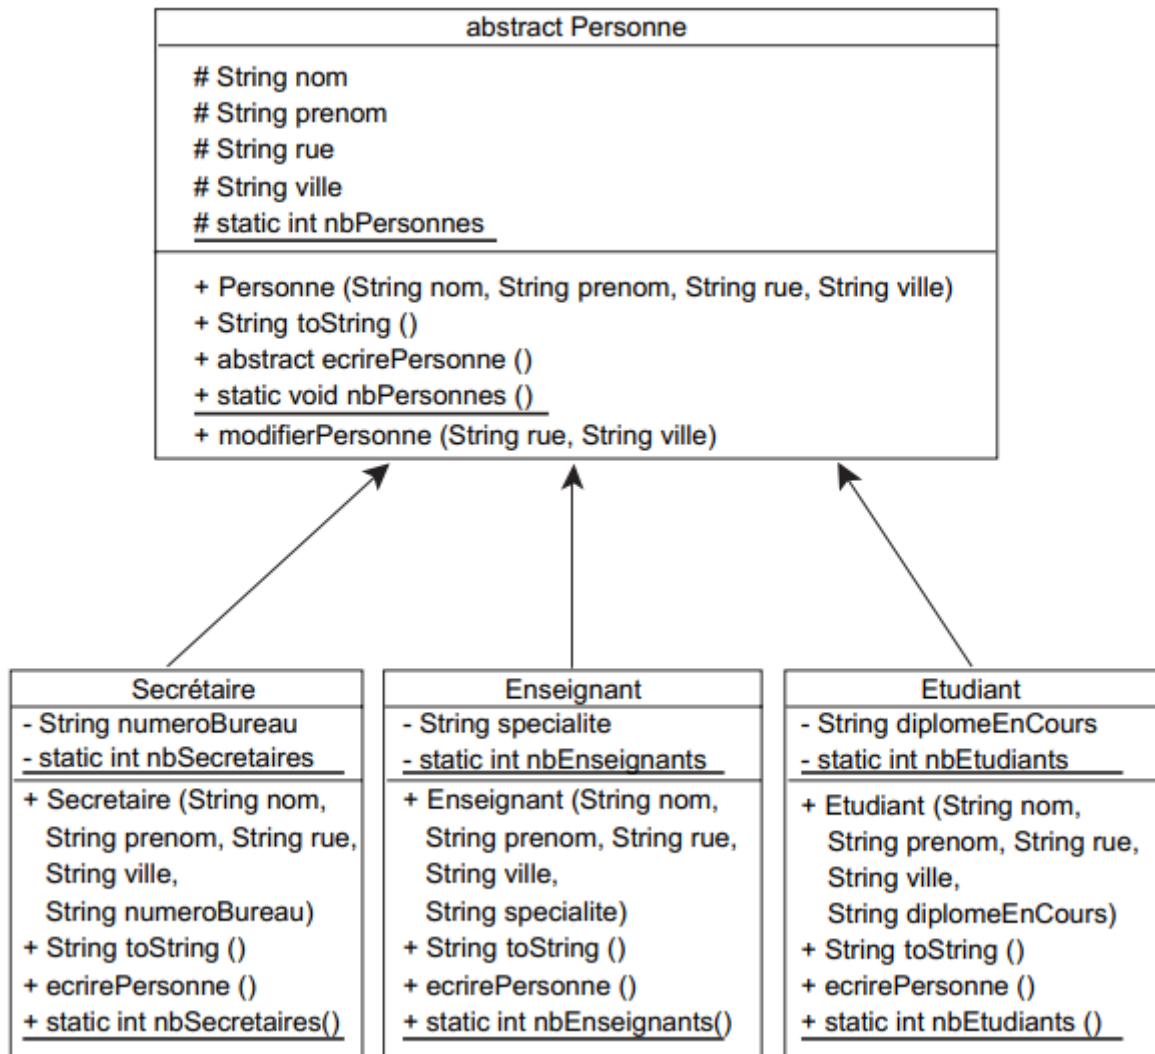 abstract Personne
# String nom
# String prenom
# String rue
# String ville
# static int nbPersonnes
+ Personne (String nom, String prenom, String rue, String ville)
+ String toString ()
+ abstract ecrirePersonne ()
+ static void nbPersonnes ()
+ modifierPersonne (String rue, String ville)
Secrétaire
- String numeroBureau
- static int nbSecretaires
+ Secretaire (String nom,
String prenom, String rue,
String ville,
String numeroBureau)
+ String toString ()
+ ecrirePersonne ()
+ static int nbSecretaires()
Enseignant
- String specialite
- static int nbEnseignants
+ Enseignant (String nom,
String prenom, String rue,
String ville,
String specialite)
+ String toString ()
+ ecrirePersonne ()
+ static int nbEnseignants()
Etudiant
- String diplomeEnCours
- static int nbEtudiants
+ Etudiant (String nom,
String prenom, String rue,
String ville,
String diplomeEnCours)
+ String toString ()
+ ecrirePersonne ()
+ static int nbEtudiants ()